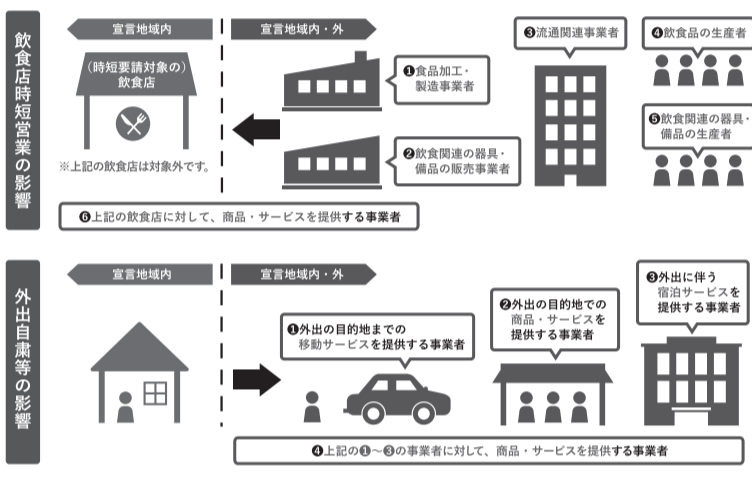 飲食店時短営業の影響
宣言地域内
宣言地域内・外
(時短要請対象の)
飲食店
※上記の飲食店は対象外です。
❶食品加工・
製造事業者
❷飲食関連の器具・
備品の販売事業者
❸流通関連事業者
❹飲食品の生産者
❺飲食関連の器具・
備品の生産者
❻上記の飲食店に対して、商品・サービスを提供する事業者
外出自粛等の影響
宣言地域内
宣言地域内・外
❶外出の目的地までの
移動サービスを提供する事業者
❷外出の目的地での
商品・サービスを
提供する事業者
❸外出に伴う
宿泊サービスを
提供する事業者
❹上記の❶〜❸の事業者に対して、商品・サービスを提供する事業者